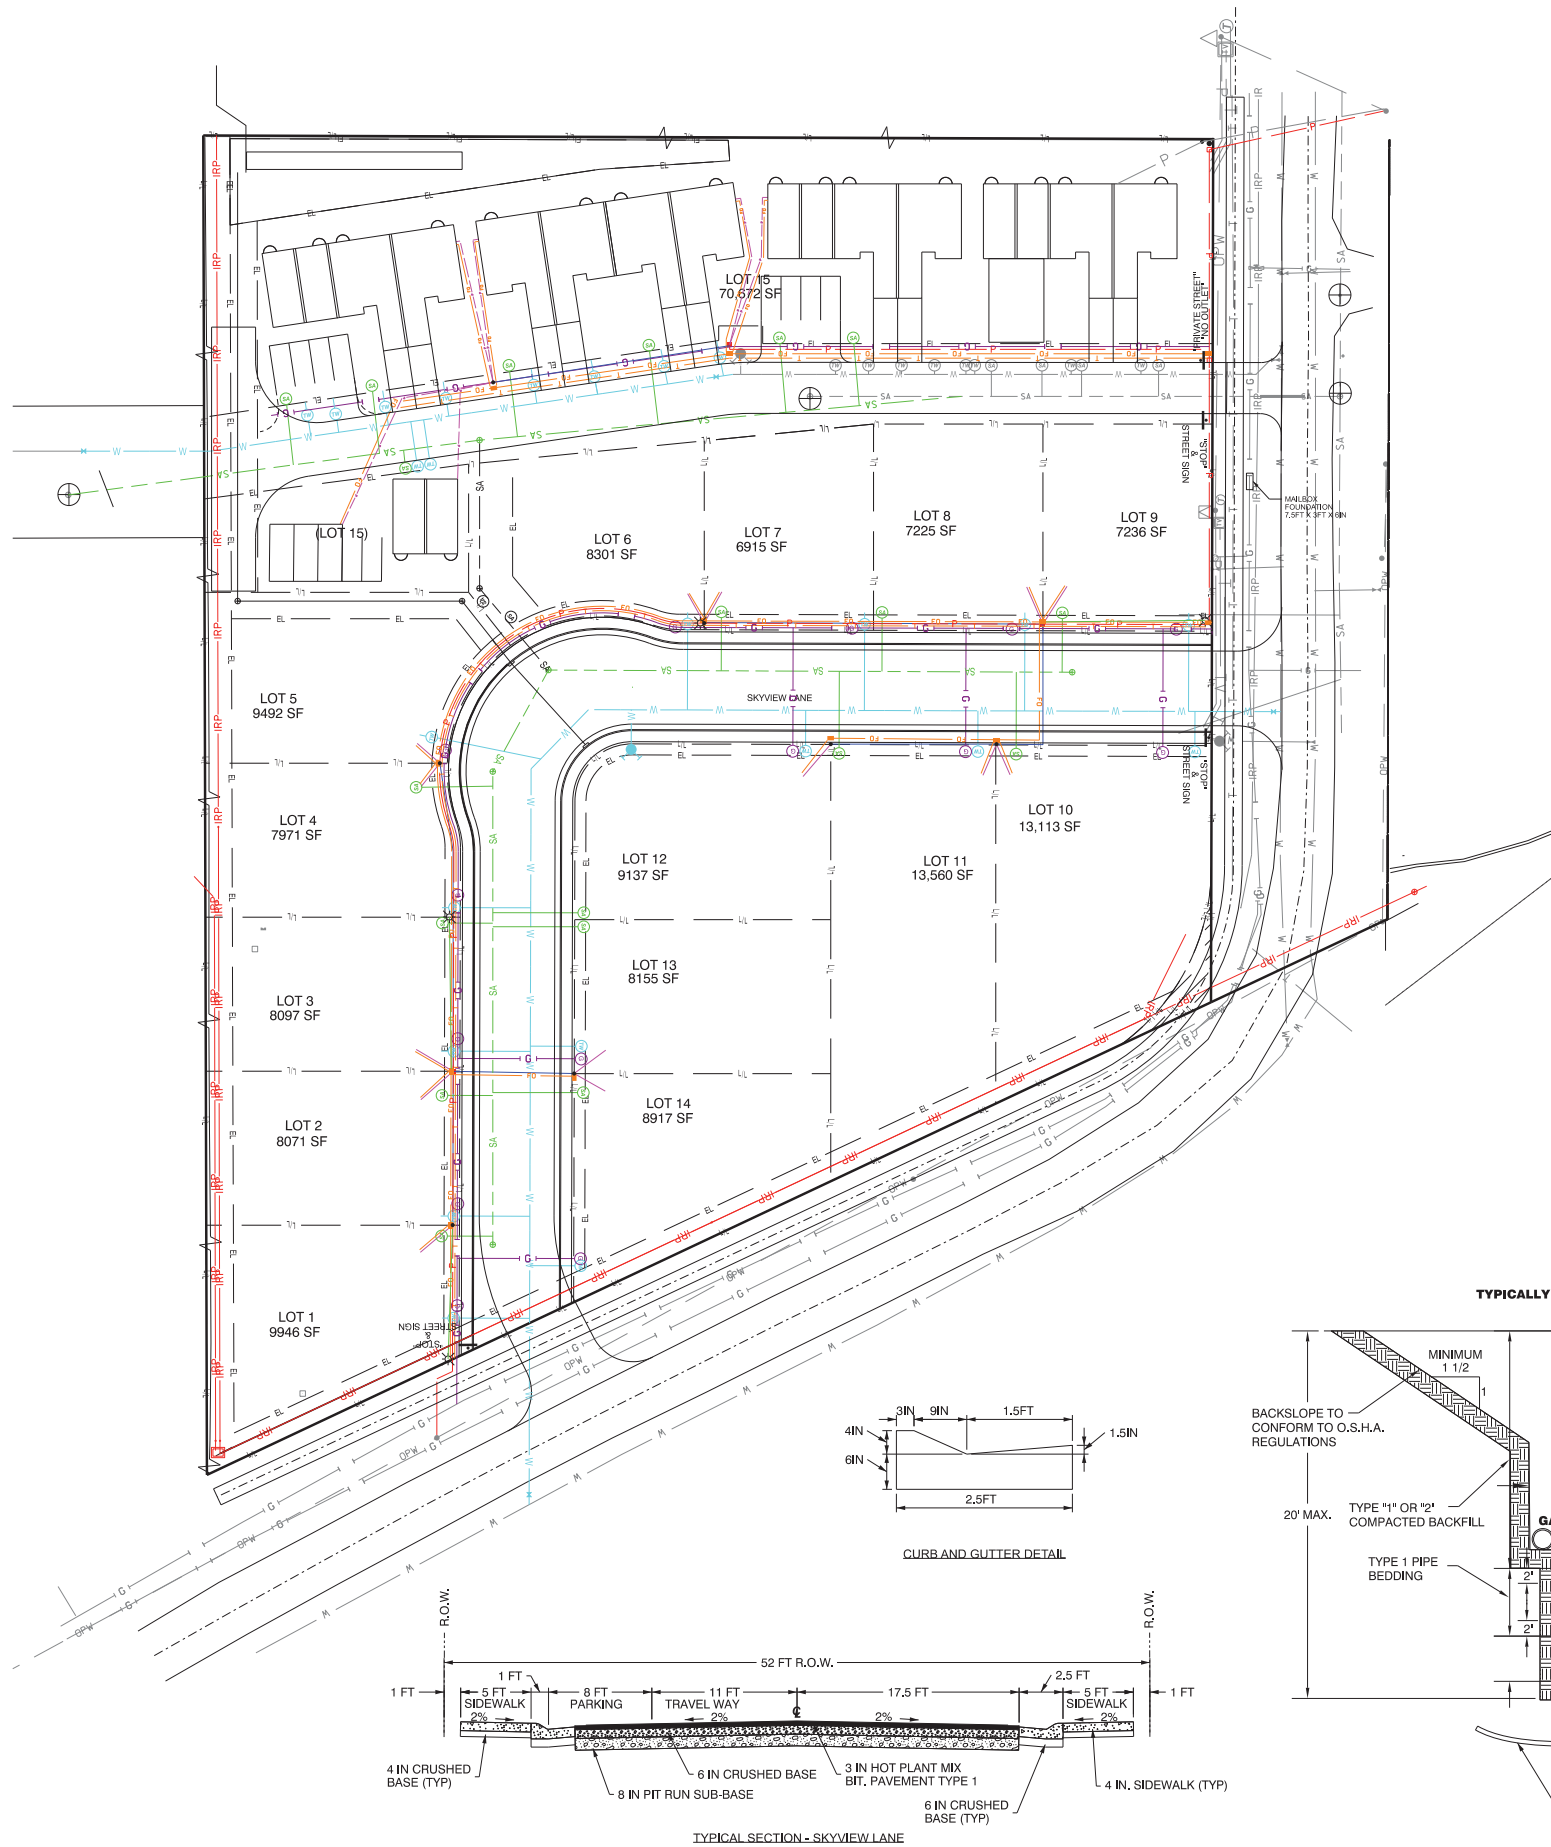 LOT 15
70,672 SF
"PRIVATE STREET"
"NO OUTLET"
(LOT 15)
LOT 6
8301 SF
LOT 7
6915 SF
LOT 8
7225 SF
LOT 9
7236 SF
"STOP"
&
STREET SIGN
MAILBOX
FOUNDATION
7.5FT X 3FT X 6IN
LOT 5
9492 SF
SKYVIEW LANE
"STOP"
&
STREET SIGN
LOT 4
7971 SF
LOT 12
9137 SF
LOT 11
13,560 SF
LOT 10
13,113 SF
LOT 3
8097 SF
LOT 13
8155 SF
LOT 2
8071 SF
LOT 14
8917 SF
LOT 1
9946 SF
"STOP"
&
STREET SIGN
3IN
9IN
1.5FT
4IN
6IN
1.5IN
2.5FT
CURB AND GUTTER DETAIL
TYPICALLY
MINIMUM
1 1/2
1
BACKSLOPE TO
CONFORM TO O.S.H.A.
REGULATIONS
20' MAX.
TYPE "1" OR "2"
COMPACTED BACKFILL
TYPE 1 PIPE
BEDDING
2'
2'
R.O.W.
R.O.W.
52 FT R.O.W.
1 FT
5 FT
SIDEWALK
1 FT
8 FT
PARKING
11 FT
TRAVEL WAY
17.5 FT
2.5 FT
5 FT
SIDEWALK
1 FT
2%
2%
2%
2%
4 IN CRUSHED
BASE (TYP)
8 IN PIT RUN SUB-BASE
6 IN CRUSHED BASE
3 IN HOT PLANT MIX
BIT. PAVEMENT TYPE 1
6 IN CRUSHED
BASE (TYP)
4 IN. SIDEWALK (TYP)
TYPICAL SECTION - SKYVIEW LANE